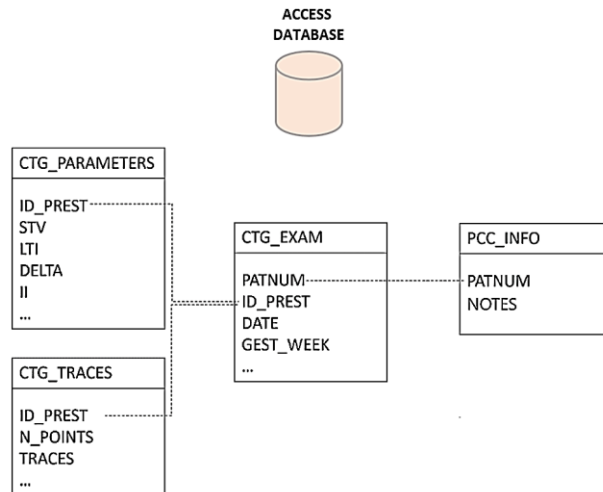 ACCESS
DATABASE
CTG_PARAMETERS
ID_PREST
STV
LTI
DELTA
II
...
CTG_EXAM
PATNUM
ID_PREST
DATE
GEST_WEEK
...
PCC_INFO
PATNUM
NOTES
CTG_TRACES
ID_PREST
N_POINTS
TRACES
...